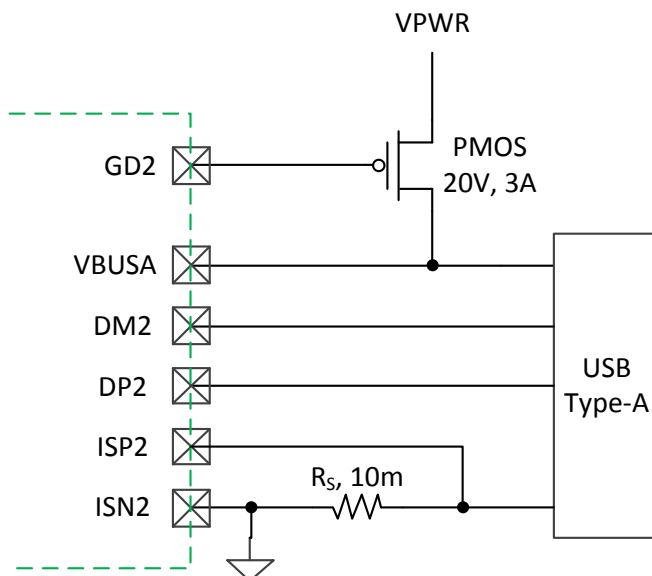 VPWR
PMOS
20V, 3A
GD2
VBUSA
DM2
DP2
ISP2
ISN2
RS, 10m
USB
Type-A